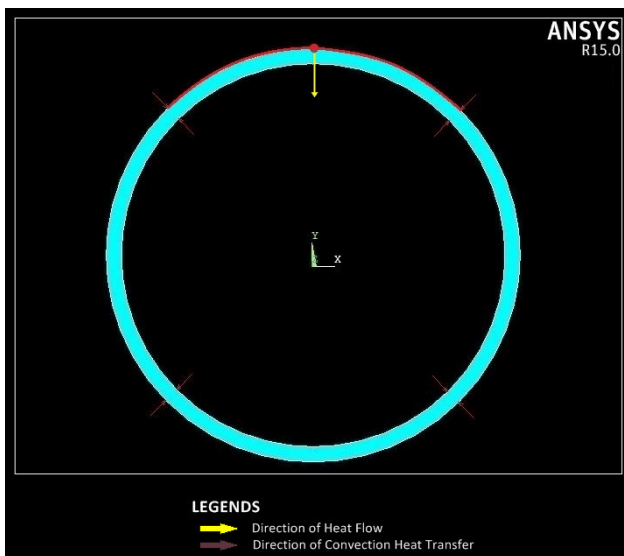 ANSYS
R15.0
Y
X
LEGENDS
Direction of Heat Flow
Direction of Convection Heat Transfer